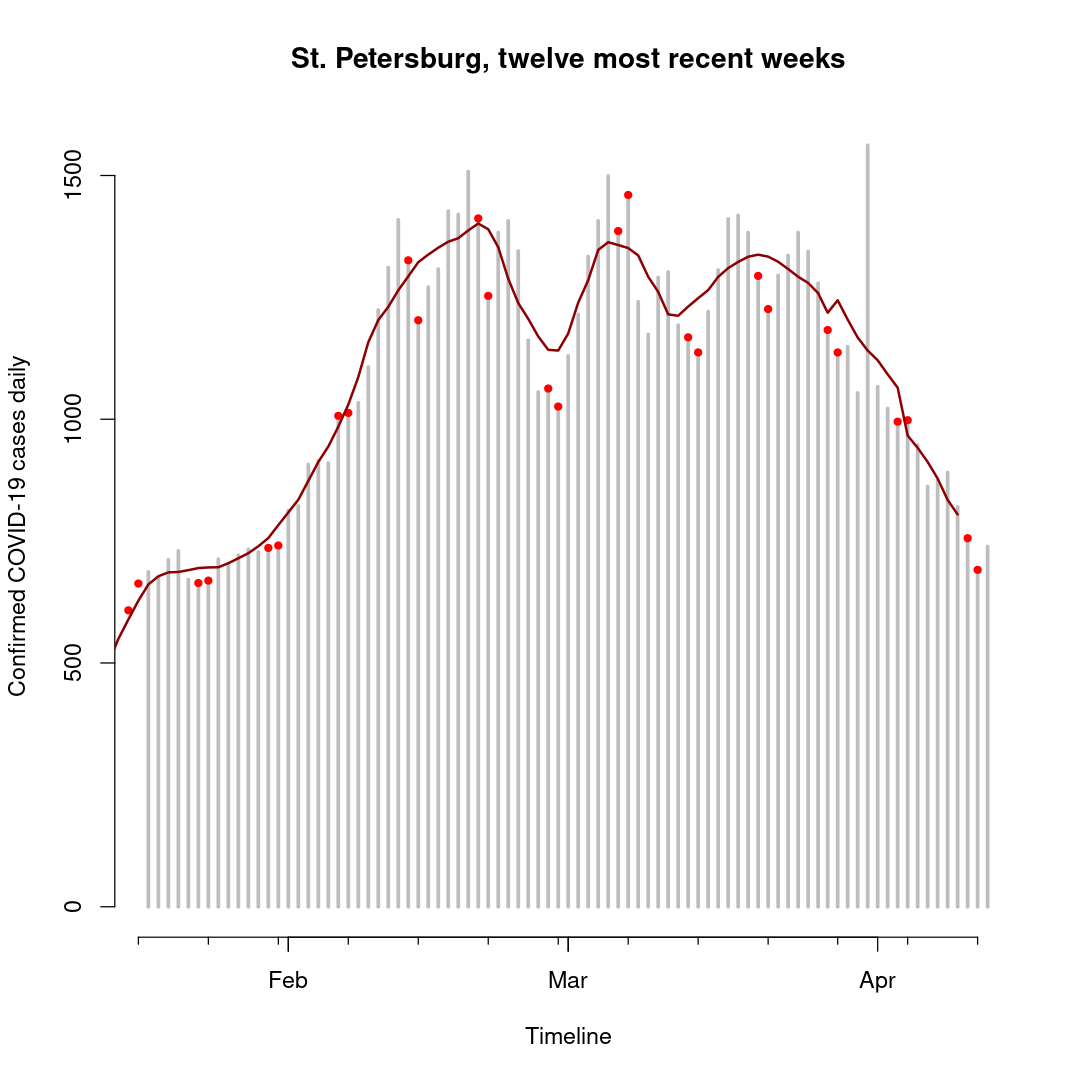 St. Petersburg, twelve most recent weeks
Confirmed COVID-19 cases daily
1500
1000
500
0
Feb Mar Apr
Timeline